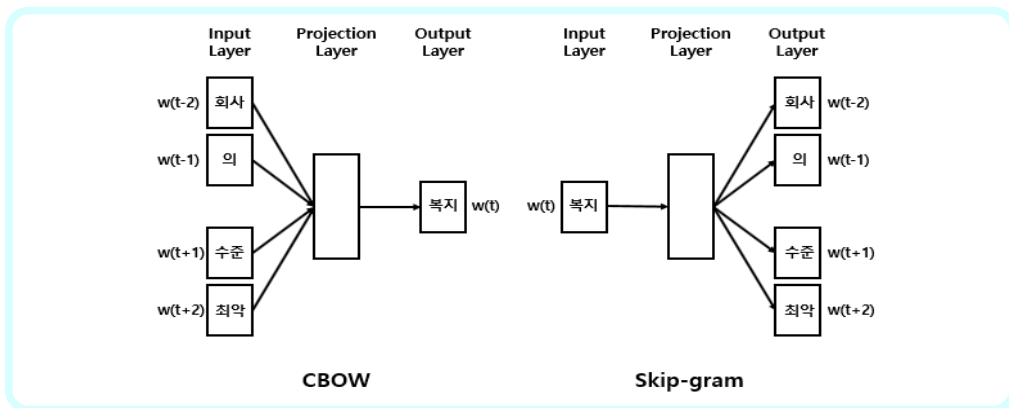 Input
Layer
Projection
Layer
Output
Layer
w(t-2) 회사
w(t-1) 의
w(t+1) 수준
w(t+2) 최악
복지 w(t)
CBOW
Input
Layer
Projection
Layer
Output
Layer
w(t) 복지
회사 w(t-2)
의 w(t-1)
수준 w(t+1)
최악 w(t+2)
Skip-gram